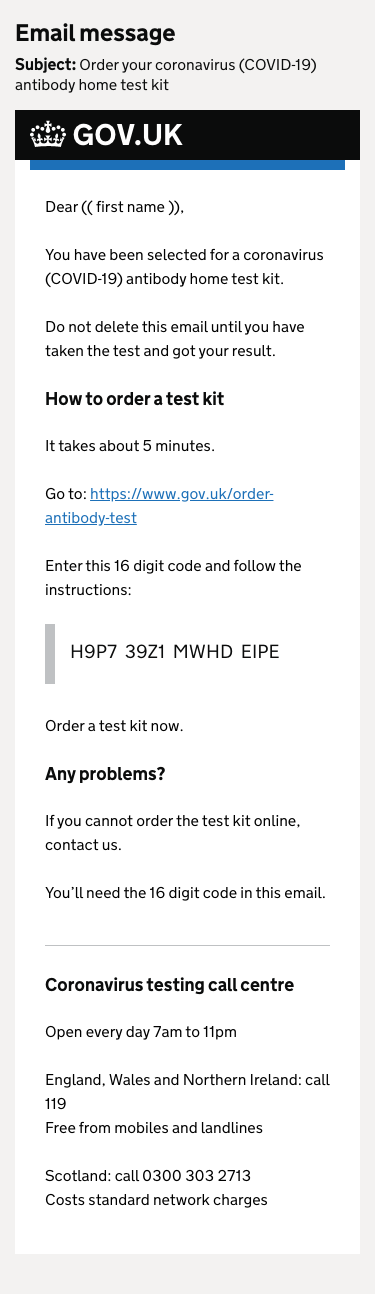 Email message
Subject: Order your coronavirus (COVID-19)
antibody home test kit
GOV.UK
Dear (( first name )),
You have been selected for a coronavirus
(COVID-19) antibody home test kit.
Do not delete this email until you have
taken the test and got your result.
How to order a test kit
It takes about 5 minutes.
Go to: https://www.gov.uk/order-
antibody-test
Enter this 16 digit code and follow the
instructions:
H9P7 39Z1 MWHD EIPE
Order a test kit now.
Any problems?
If you cannot order the test kit online,
contact us.
You’ll need the 16 digit code in this email.
Coronavirus testing call centre
Open every day 7am to 11pm
England, Wales and Northern Ireland: call
119
Free from mobiles and landlines
Scotland: call 0300 303 2713
Costs standard network charges